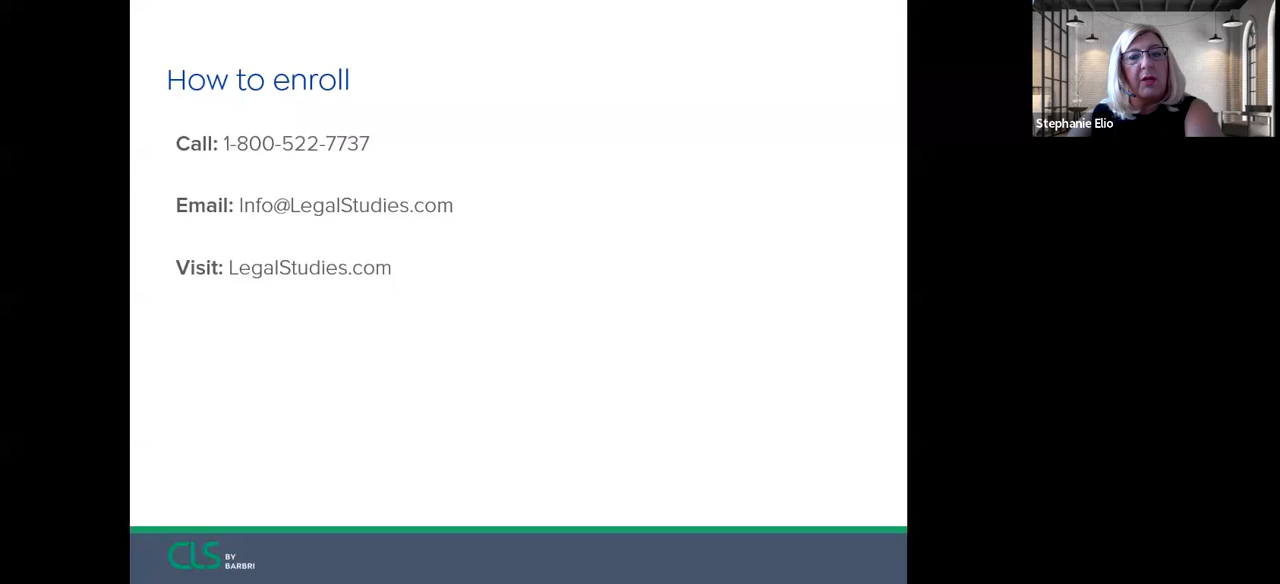 How to enroll
Call: 1-800-522-7737
Email: Info@LegalStudies.com
Visit: LegalStudies.com
CLS BY BARBRI
Stephanie Elio